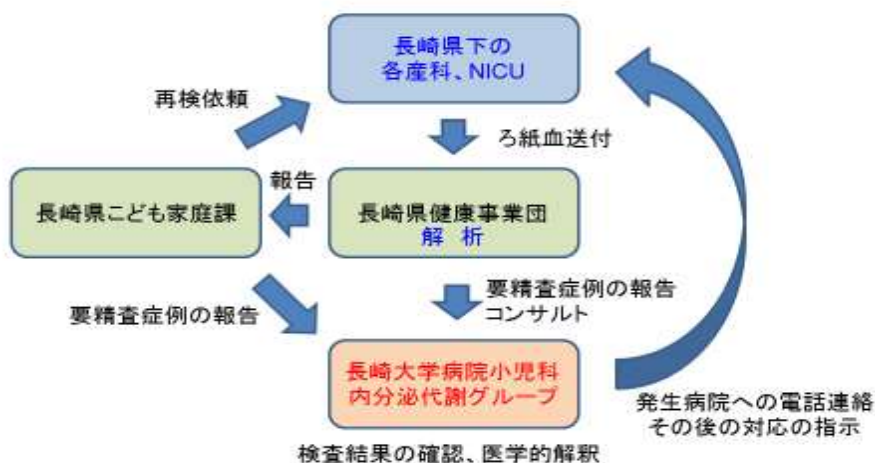 長崎県下の
各産科、NICU
再検依頼
ろ紙血送付
報告
長崎県こども家庭課
長崎県健康事業団
解 析
要精査症例の報告
要精査症例の報告
コンサルト
長崎大学病院小児科
内分泌代謝グループ
発生病院への電話連絡
その後の対応の指示
検査結果の確認、医学的解釈